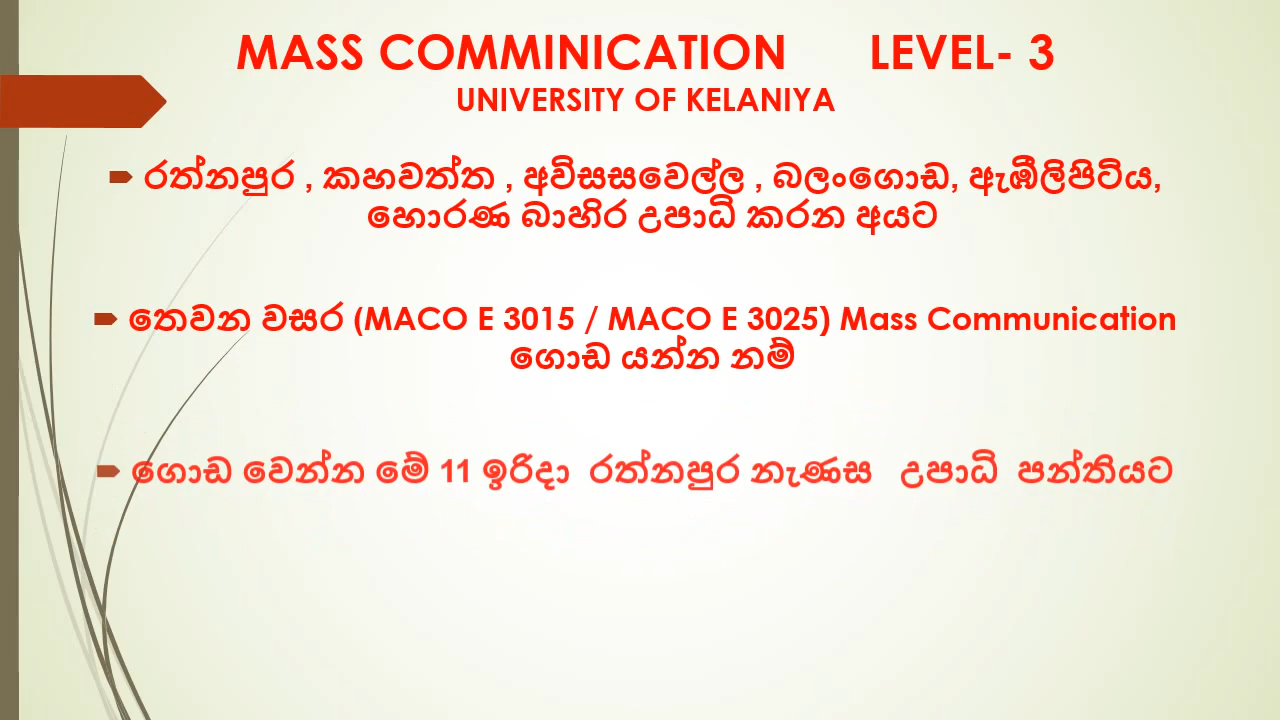 MASS COMMINICATION LEVEL- 3
UNIVERSITY OF KELANIYA
රත්නපුර , කහවත්ත , අවිසසවෙල්ල , බලංගොඩ, ඇඹීලිපිටිය,
හොරණ බාහිර උපාධි කරන අයට
තෙවන වසර (MACO E 3015 / MACO E 3025) Mass Communication
ගොඩ යන්න නම්
ගොඩ වෙන්න මේ 11 ඉරිදා රත්නපුර නැණස උපාධි පන්තියට